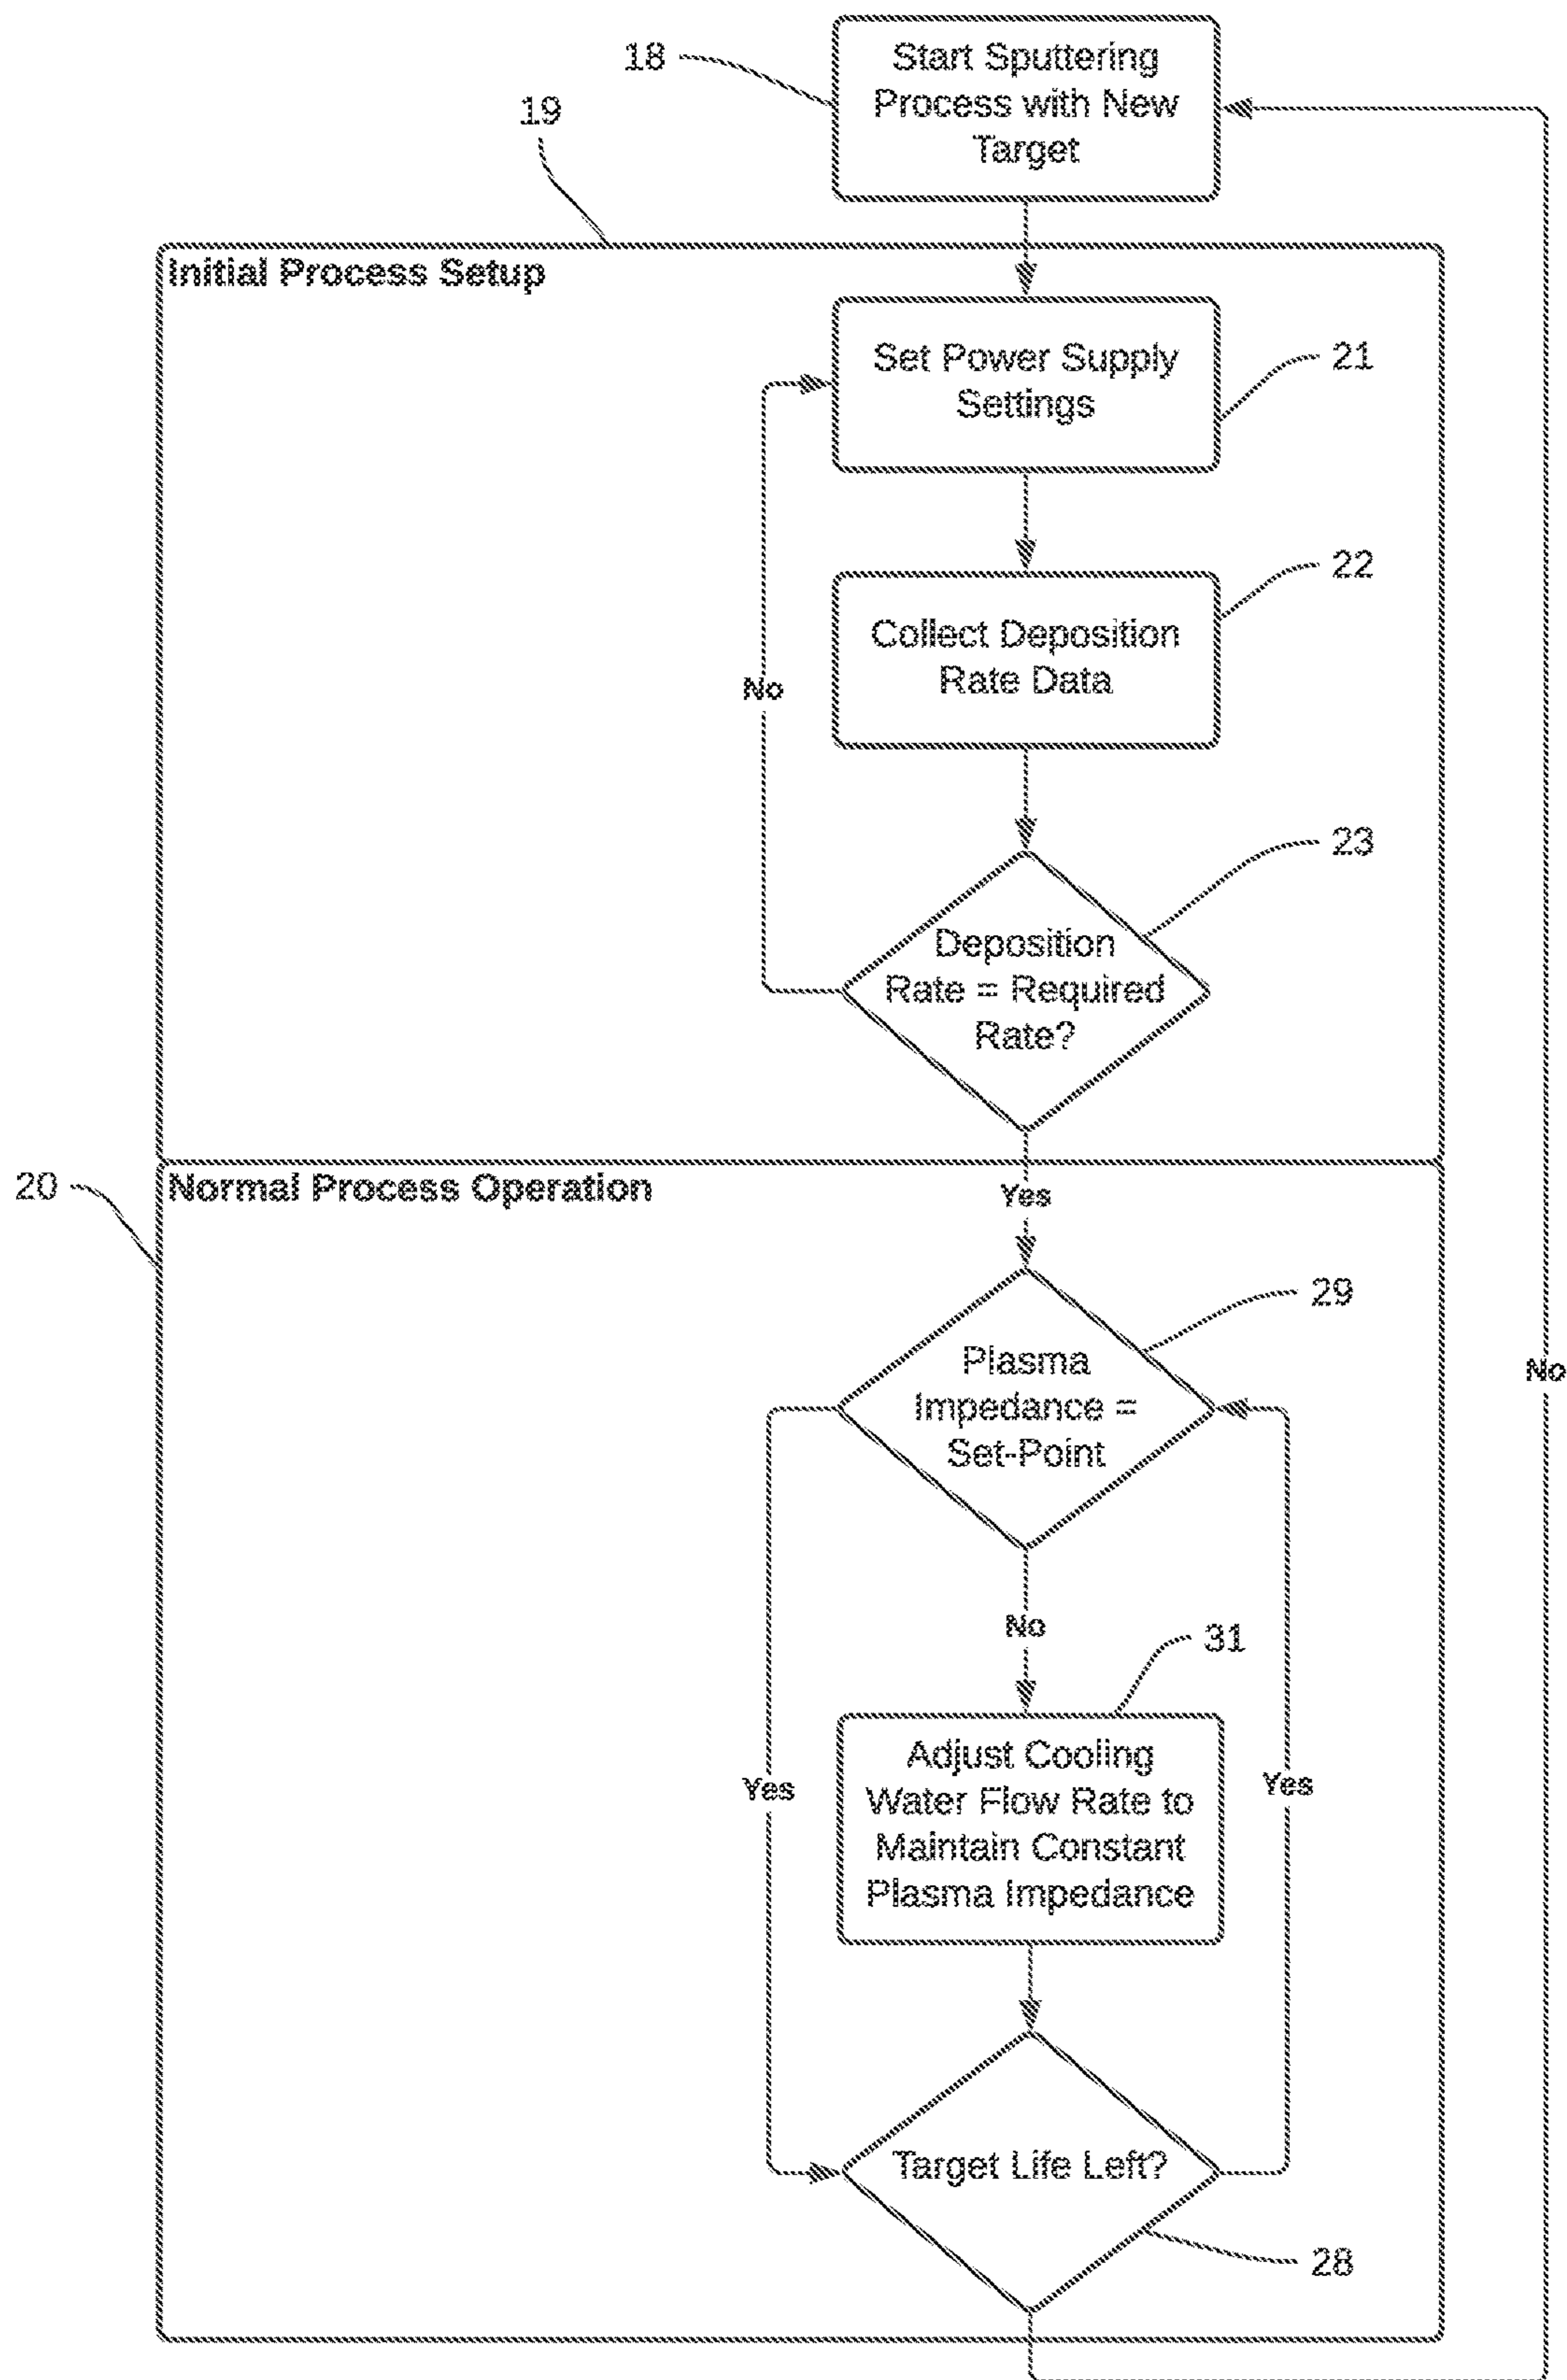 18
Start Sputtering
Process with New
Target
19
Initial Process Setup
Set Power Supply
Settings
21
22
Collect Deposition
Rate Data
No
23
Deposition
Rate = Required
Rate?
20
Normal Process Operation
Yes
29
Plasma
Impedance =
Set-Point
No
No
31
Adjust Cooling
Water Flow Rate to
Maintain Constant
Plasma Impedance
Yes
Yes
Target Life Left?
28